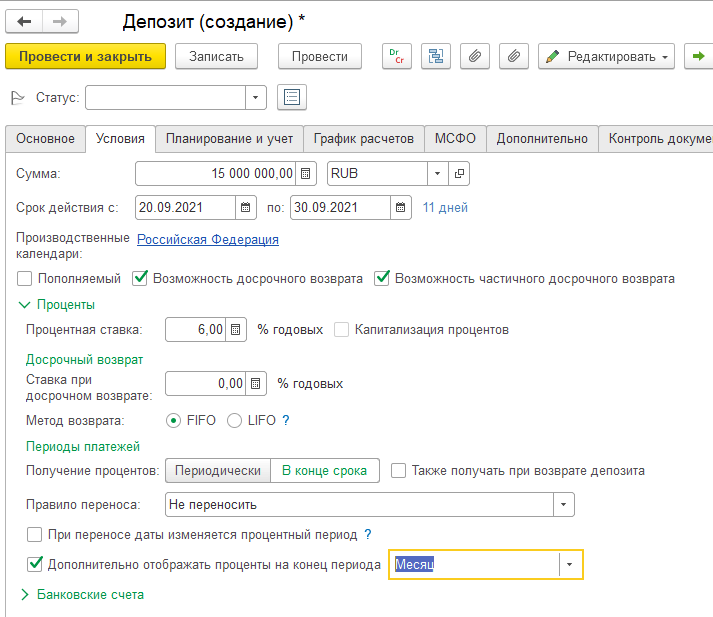 Депозит (создание) *
Провести и закрыть Записать Провести Dr Cr Редактировать
Статус:
Основное Условия Планирование и учет График расчетов МСФО Дополнительно Контроль докуме
Сумма: 15 000 000,00 RUB
Срок действия с: 20.09.2021 по: 30.09.2021 11 дней
Производственные календари: Российская Федерация
Пополняемый Возможность досрочного возврата Возможность частичного досрочного возврата
Проценты
Процентная ставка: 6,00 % годовых Капитализация процентов
Досрочный возврат
Ставка при досрочном возврате: 0,00 % годовых
Метод возврата: FIFO LIFO ?
Периоды платежей
Получение процентов: Периодически В конце срока Также получать при возврате депозита
Правило переноса: Не переносить
При переносе даты изменяется процентный период ?
Дополнительно отображать проценты на конец периода Месяц
Банковские счета